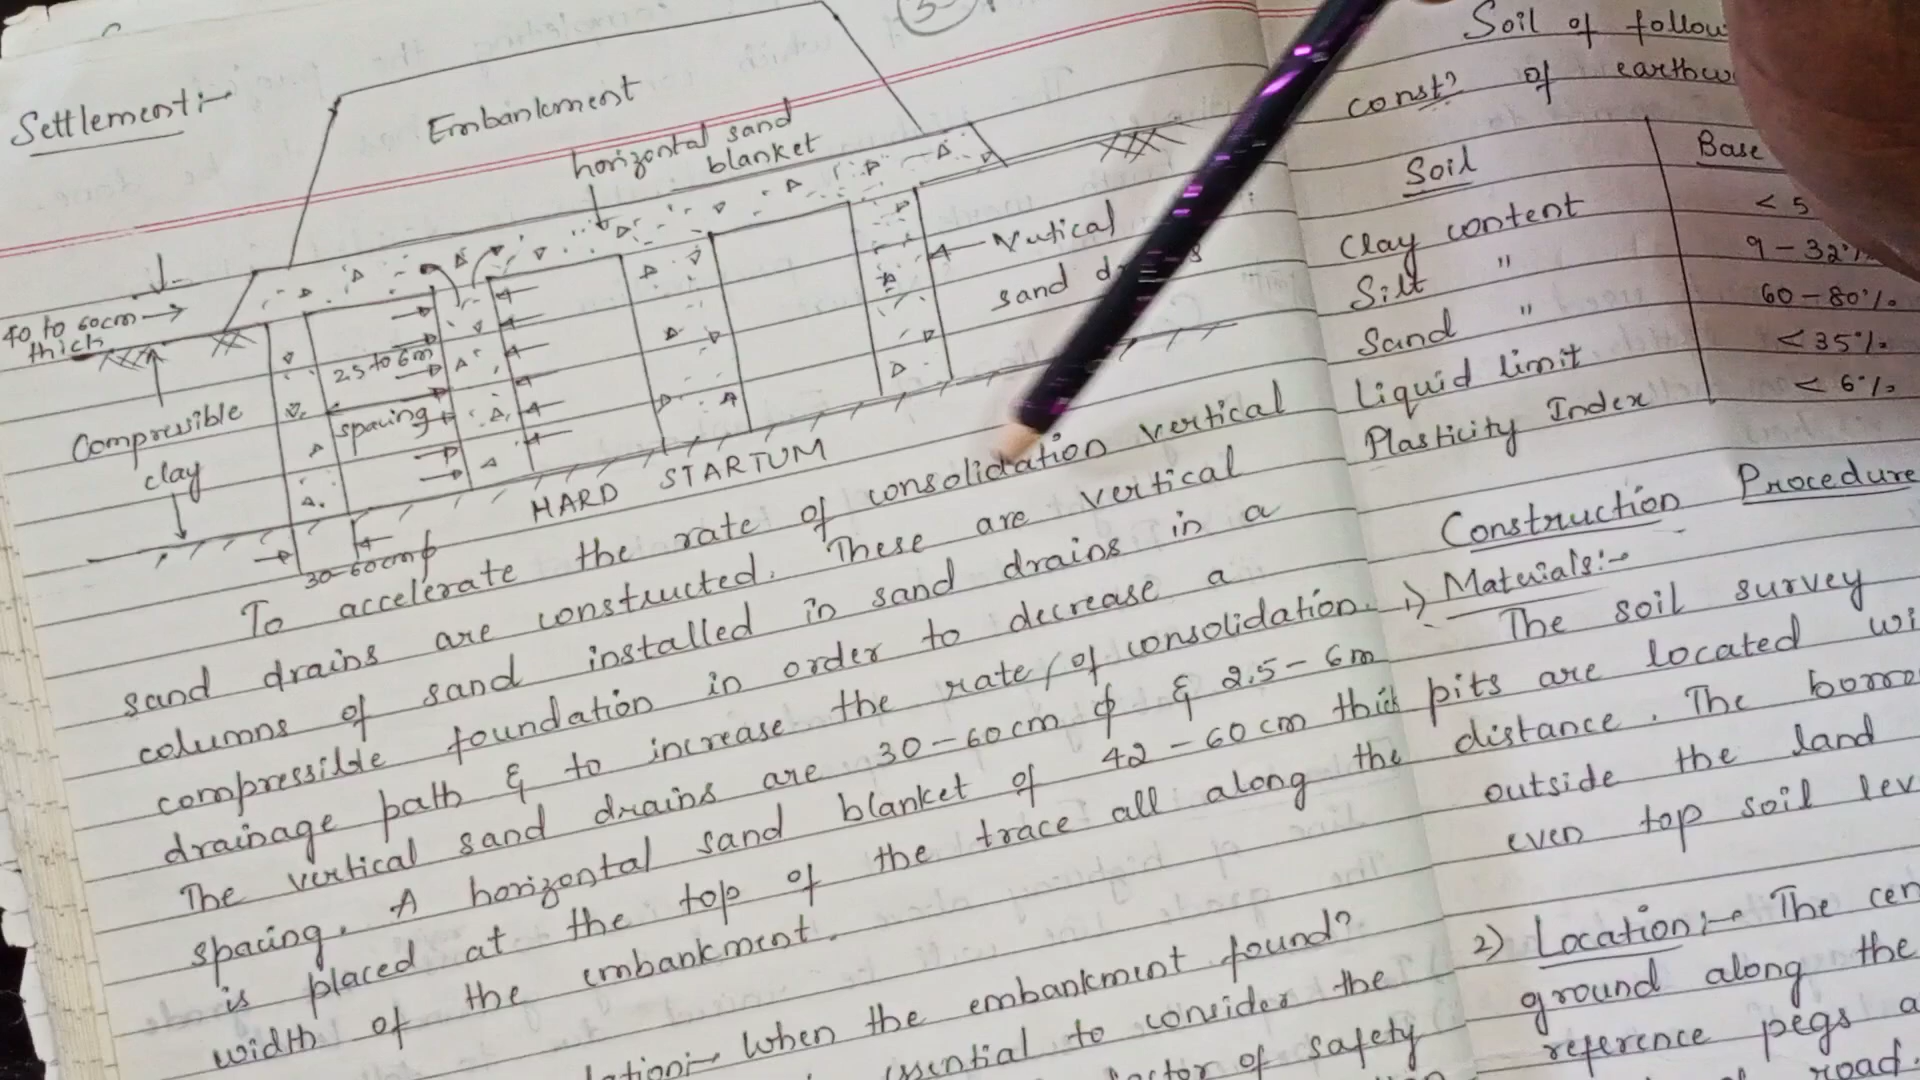 Settlement:-
Embankment
horizontal sand
blanket
40 to 60cm →
thick
2.5 to 6m
spacing
Vertical
sand
Compressible
clay
HARD STARTUM
30-60cm ϕ
To accelerate the rate of consolidation vertical
sand drains are constructed. These are vertical
columns of sand installed in sand drains in a
compressible foundation in order to decrease a
drainage path & to increase the rate of consolidation.
The vertical sand drains are 30-60cm ϕ & 2.5-6m
spacing. A horizontal sand blanket of 42-60cm thick
is placed at the top of the trace all along the
width of the embankment.
when the embankment found?
to consider the
of safety
Soil of
const? of
Soil Base
Clay content < 5
Silt " 9-32%
Sand " 60-80%
Liquid limit < 35%
Plasticity Index < 6%
Construction Procedure
1) Materials:-
The soil survey
pits are located
distance. The
outside the land
even top soil
2) Location:- The
ground along the
reference pegs
road.